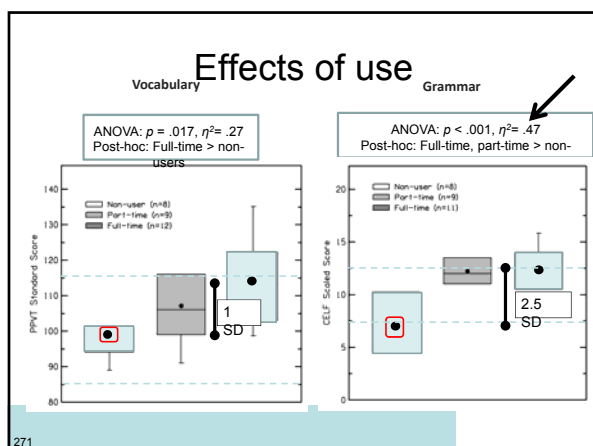 Effects of use
Vocabulary
ANOVA: p = .017, η²= .27
Post-hoc: Full-time > non-
users
PPVT Standard Score
140
130
120
110
100
90
80
Non-user (n=8)
Part-time (n=9)
Full-time (n=12)
1
SD
Grammar
ANOVA: p < .001, η²= .47
Post-hoc: Full-time, part-time > non-
CELF Scaled Score
20
15
10
5
0
Non-user (n=8)
Part-time (n=9)
Full-time (n=11)
2.5
SD
271